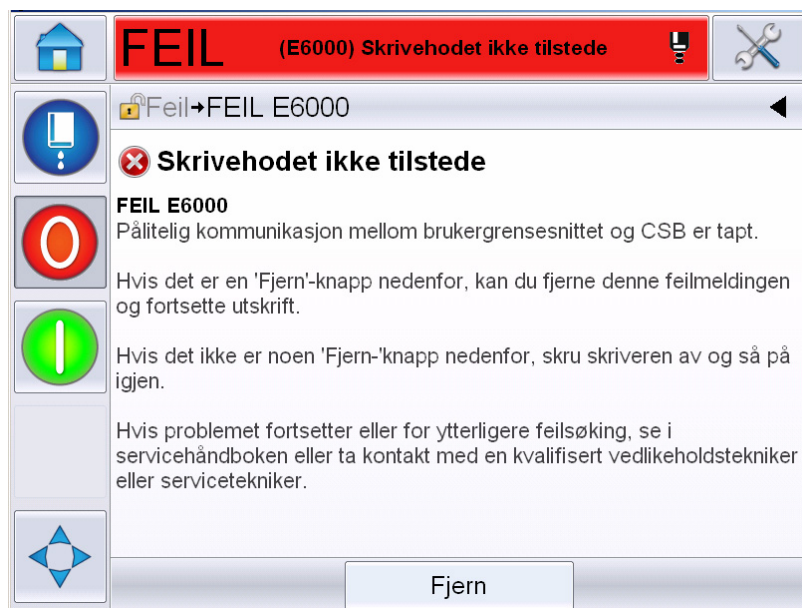 FEIL (E6000) Skrivehodet ikke tilstede
Feil→FEIL E6000
Skrivehodet ikke tilstede
FEIL E6000
Pålitelig kommunikasjon mellom brukergrensesnittet og CSB er tapt.
Hvis det er en 'Fjern'-knapp nedenfor, kan du fjerne denne feilmeldingen
og fortsette utskrift.
Hvis det ikke er noen 'Fjern-'knapp nedenfor, skru skriveren av og så på
igjen.
Hvis problemet fortsetter eller for ytterligere feilsøking, se i
servicehåndboken eller ta kontakt med en kvalifisert vedlikeholdstekniker
eller servicetekniker.
Fjern